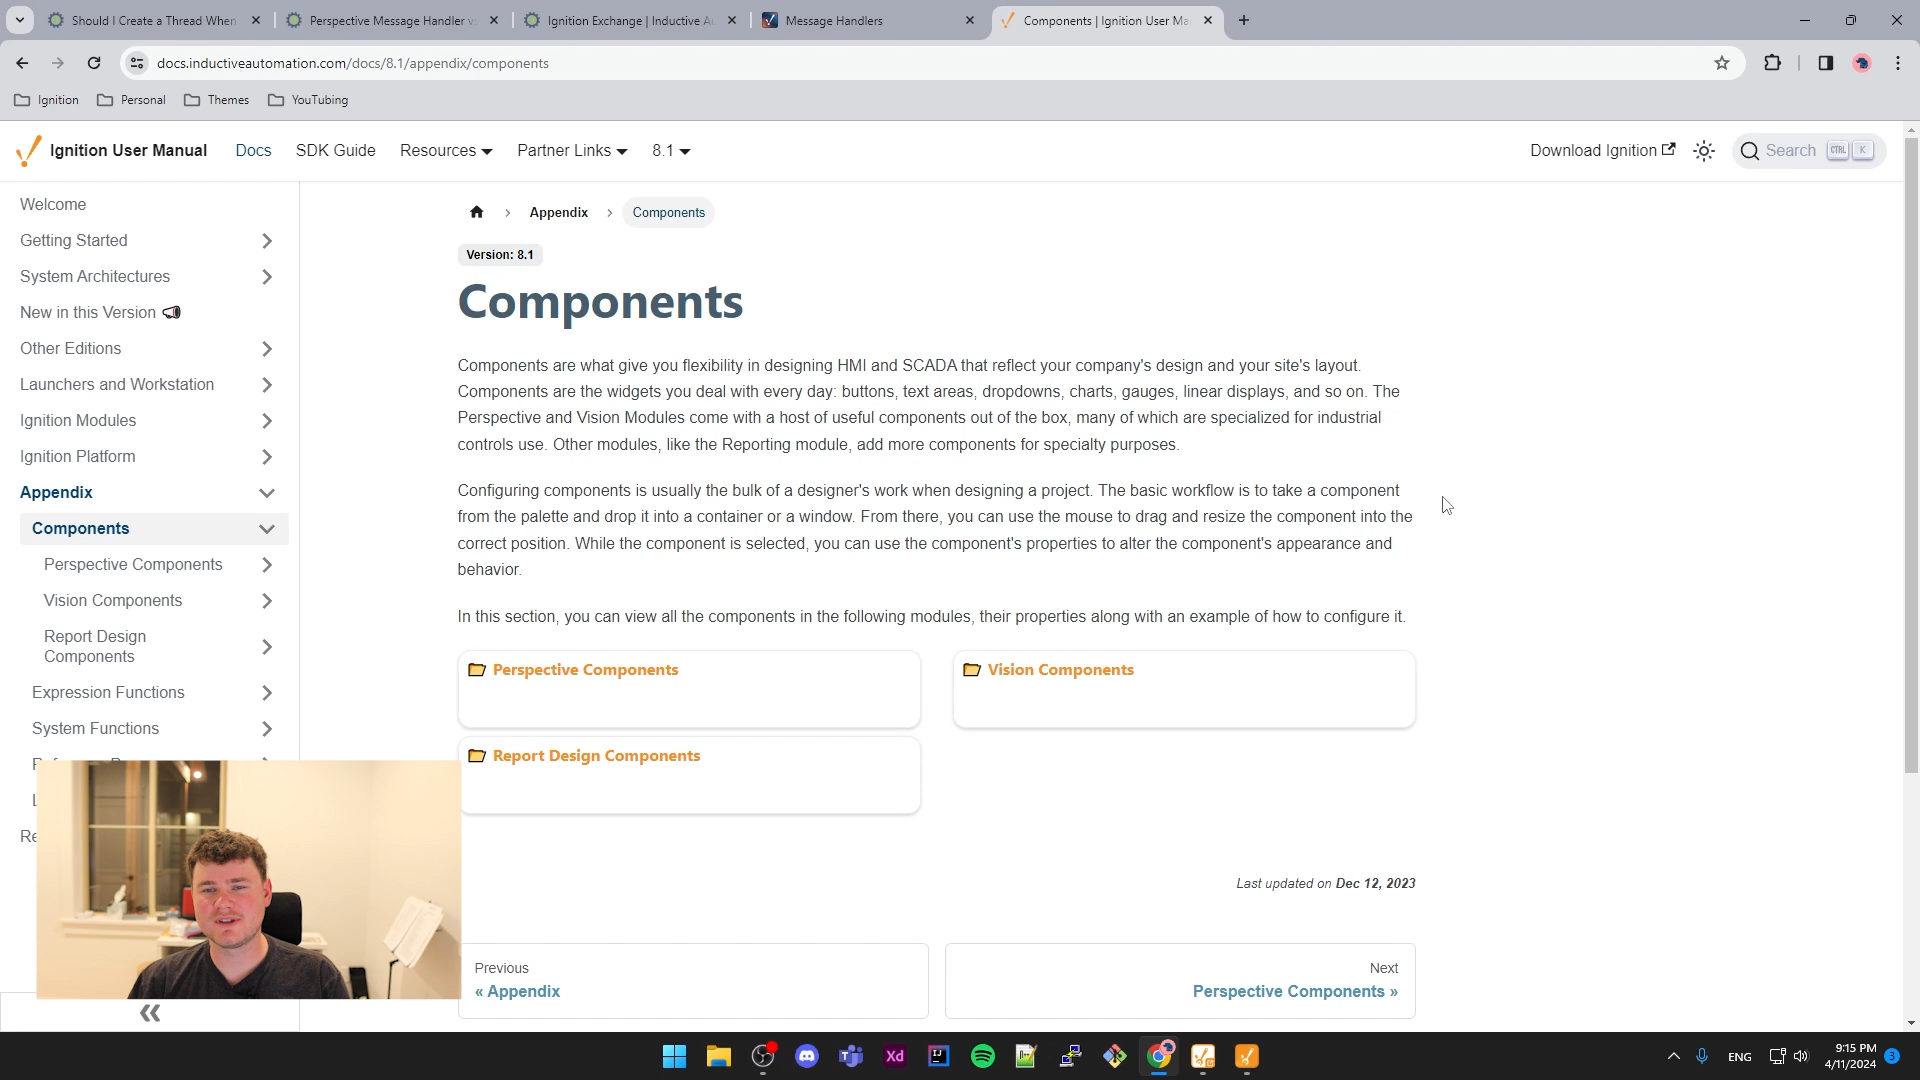 Should I Create a Thread When
Perspective Message Handler v
Ignition Exchange | Inductive Au
Message Handlers
Components | Ignition User Ma
docs.inductiveautomation.com/docs/8.1/appendix/components
Ignition
Personal
Themes
YouTubing
Ignition User Manual
Docs
SDK Guide
Resources
Partner Links
8.1
Download Ignition
Search
CTRL
K
Welcome
Getting Started
System Architectures
New in this Version
Other Editions
Launchers and Workstation
Ignition Modules
Ignition Platform
Appendix
Components
Perspective Components
Vision Components
Report Design
Components
Expression Functions
System Functions
Appendix
Components
Version: 8.1
Components
Components are what give you flexibility in designing HMI and SCADA that reflect your company's design and your site's layout.
Components are the widgets you deal with every day: buttons, text areas, dropdowns, charts, gauges, linear displays, and so on. The
Perspective and Vision Modules come with a host of useful components out of the box, many of which are specialized for industrial
controls use. Other modules, like the Reporting module, add more components for specialty purposes.
Configuring components is usually the bulk of a designer's work when designing a project. The basic workflow is to take a component
from the palette and drop it into a container or a window. From there, you can use the mouse to drag and resize the component into the
correct position. While the component is selected, you can use the component's properties to alter the component's appearance and
behavior.
In this section, you can view all the components in the following modules, their properties along with an example of how to configure it.
Perspective Components
Vision Components
Report Design Components
Last updated on Dec 12, 2023
Previous
« Appendix
Next
Perspective Components »
Xd
IJ
ENG
9:15 PM
4/11/2024
3